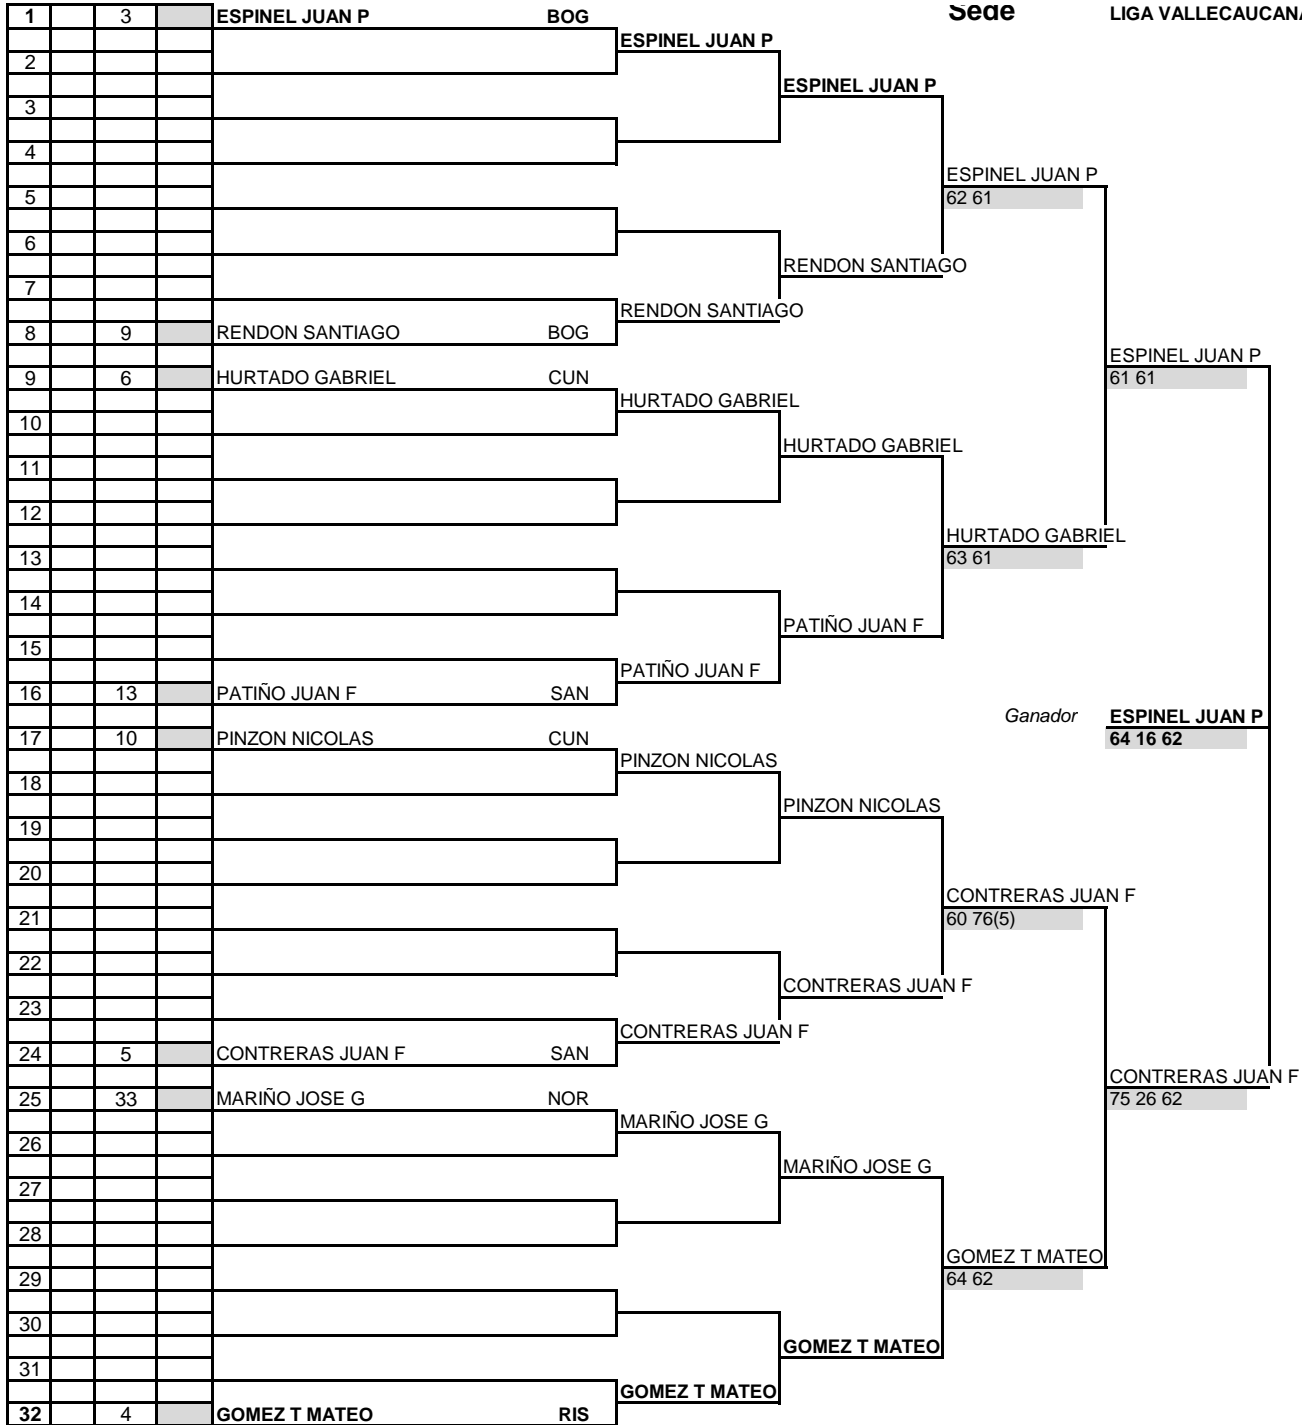 1 3 ESPINEL JUAN P BOG Sede LIGA VALLECAUCANA
ESPINEL JUAN P
2
ESPINEL JUAN P
3
4
ESPINEL JUAN P
5 62 61
6
RENDON SANTIAGO
7
RENDON SANTIAGO
8 9 RENDON SANTIAGO BOG
ESPINEL JUAN P
9 6 HURTADO GABRIEL CUN 61 61
HURTADO GABRIEL
10
HURTADO GABRIEL
11
12
HURTADO GABRIEL
13 63 61
14
PATIÑO JUAN F
15
PATIÑO JUAN F
16 13 PATIÑO JUAN F SAN
Ganador ESPINEL JUAN P
17 10 PINZON NICOLAS CUN 64 16 62
PINZON NICOLAS
18
PINZON NICOLAS
19
20
CONTRERAS JUAN F
21 60 76(5)
22
CONTRERAS JUAN F
23
CONTRERAS JUAN F
24 5 CONTRERAS JUAN F SAN
CONTRERAS JUAN F
25 33 MARIÑO JOSE G NOR 75 26 62
MARIÑO JOSE G
26
MARIÑO JOSE G
27
28
GOMEZ T MATEO
29 64 62
30
GOMEZ T MATEO
31
GOMEZ T MATEO
32 4 GOMEZ T MATEO RIS